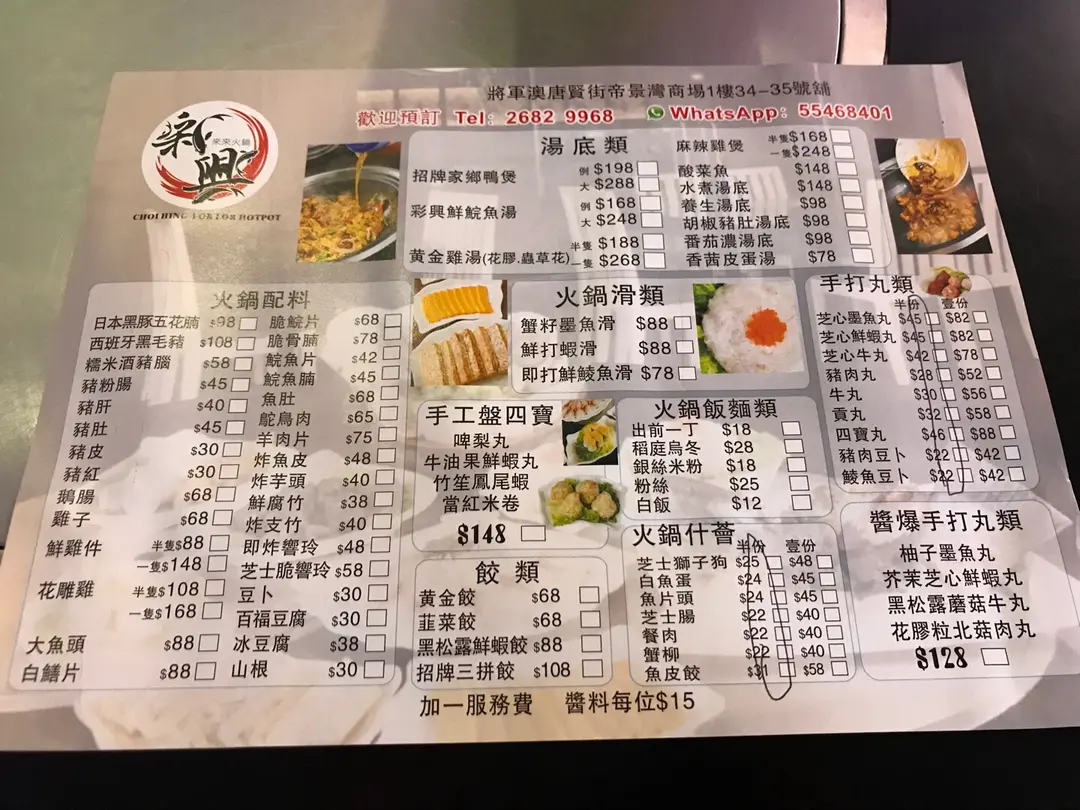 將軍澳唐賢街帝景灣商場1樓34-35號舖
歡迎預訂 Tel: 2682 9968 WhatsApp: 55468401
來來火鍋
湯底類
招牌家鄉鴨煲 例 $198
大 $288
彩興鮮鯇魚湯 例 $168
大 $248
黃金雞湯(花膠.蟲草花) 半隻 $188
一隻 $268
麻辣雞煲 半隻 $168
一隻 $248
酸菜魚 $148
水煮湯底 $148
養生湯底 $98
胡椒豬肚湯底 $98
番茄濃湯底 $98
香茜皮蛋湯 $78
火鍋配料
日本黑豚五花腩 $98
西班牙黑毛豬 $108
糯米酒豬腦 $58
豬粉腸 $45
豬肝 $40
豬肚 $45
豬皮 $30
豬紅 $30
鵝腸 $68
雞子 $68
鮮雞件 半隻 $88
一隻 $148
花雕雞 半隻 $108
一隻 $168
大魚頭 $88
白鱔片 $88
脆鯇片 $68
脆骨腩 $78
鯇魚片 $42
鯇魚腩 $45
魚肚 $68
鴕鳥肉 $65
羊肉片 $75
炸魚皮 $48
炸芋頭 $40
鮮腐竹 $38
炸支竹 $40
即炸響玲 $48
芝士脆響玲 $58
豆卜 $30
百福豆腐 $30
冰豆腐 $38
山根 $30
火鍋滑類
蟹籽墨魚滑 $88
鮮打蝦滑 $88
即打鮮鯪魚滑 $78
手工盤四寶
啤梨丸
牛油果鮮蝦丸
竹笙鳳尾蝦
當紅米卷
$148
餃類
黃金餃 $68
韮菜餃 $68
黑松露鮮蝦餃 $88
招牌三拼餃 $108
火鍋飯麵類
出前一丁 $18
稻庭烏冬 $28
銀絲米粉 $18
粉絲 $25
白飯 $12
火鍋什薈
半份 壹份
芝士獅子狗 $25 $48
白魚蛋 $24 $45
魚片頭 $24 $45
芝士腸 $22 $40
餐肉 $22 $40
蟹柳 $22 $40
魚皮餃 $31 $58
手打丸類
半份 壹份
芝心墨魚丸 $45 $82
芝心鮮蝦丸 $45 $82
芝心牛丸 $42 $78
豬肉丸 $28 $52
牛丸 $30 $56
貢丸 $32 $58
四寶丸 $46 $88
豬肉豆卜 $22 $42
鯪魚豆卜 $22 $42
醬爆手打丸類
柚子墨魚丸
芥茉芝心鮮蝦丸
黑松露蘑菇牛丸
花膠粒北菇肉丸
$128
加一服務費 醬料每位$15